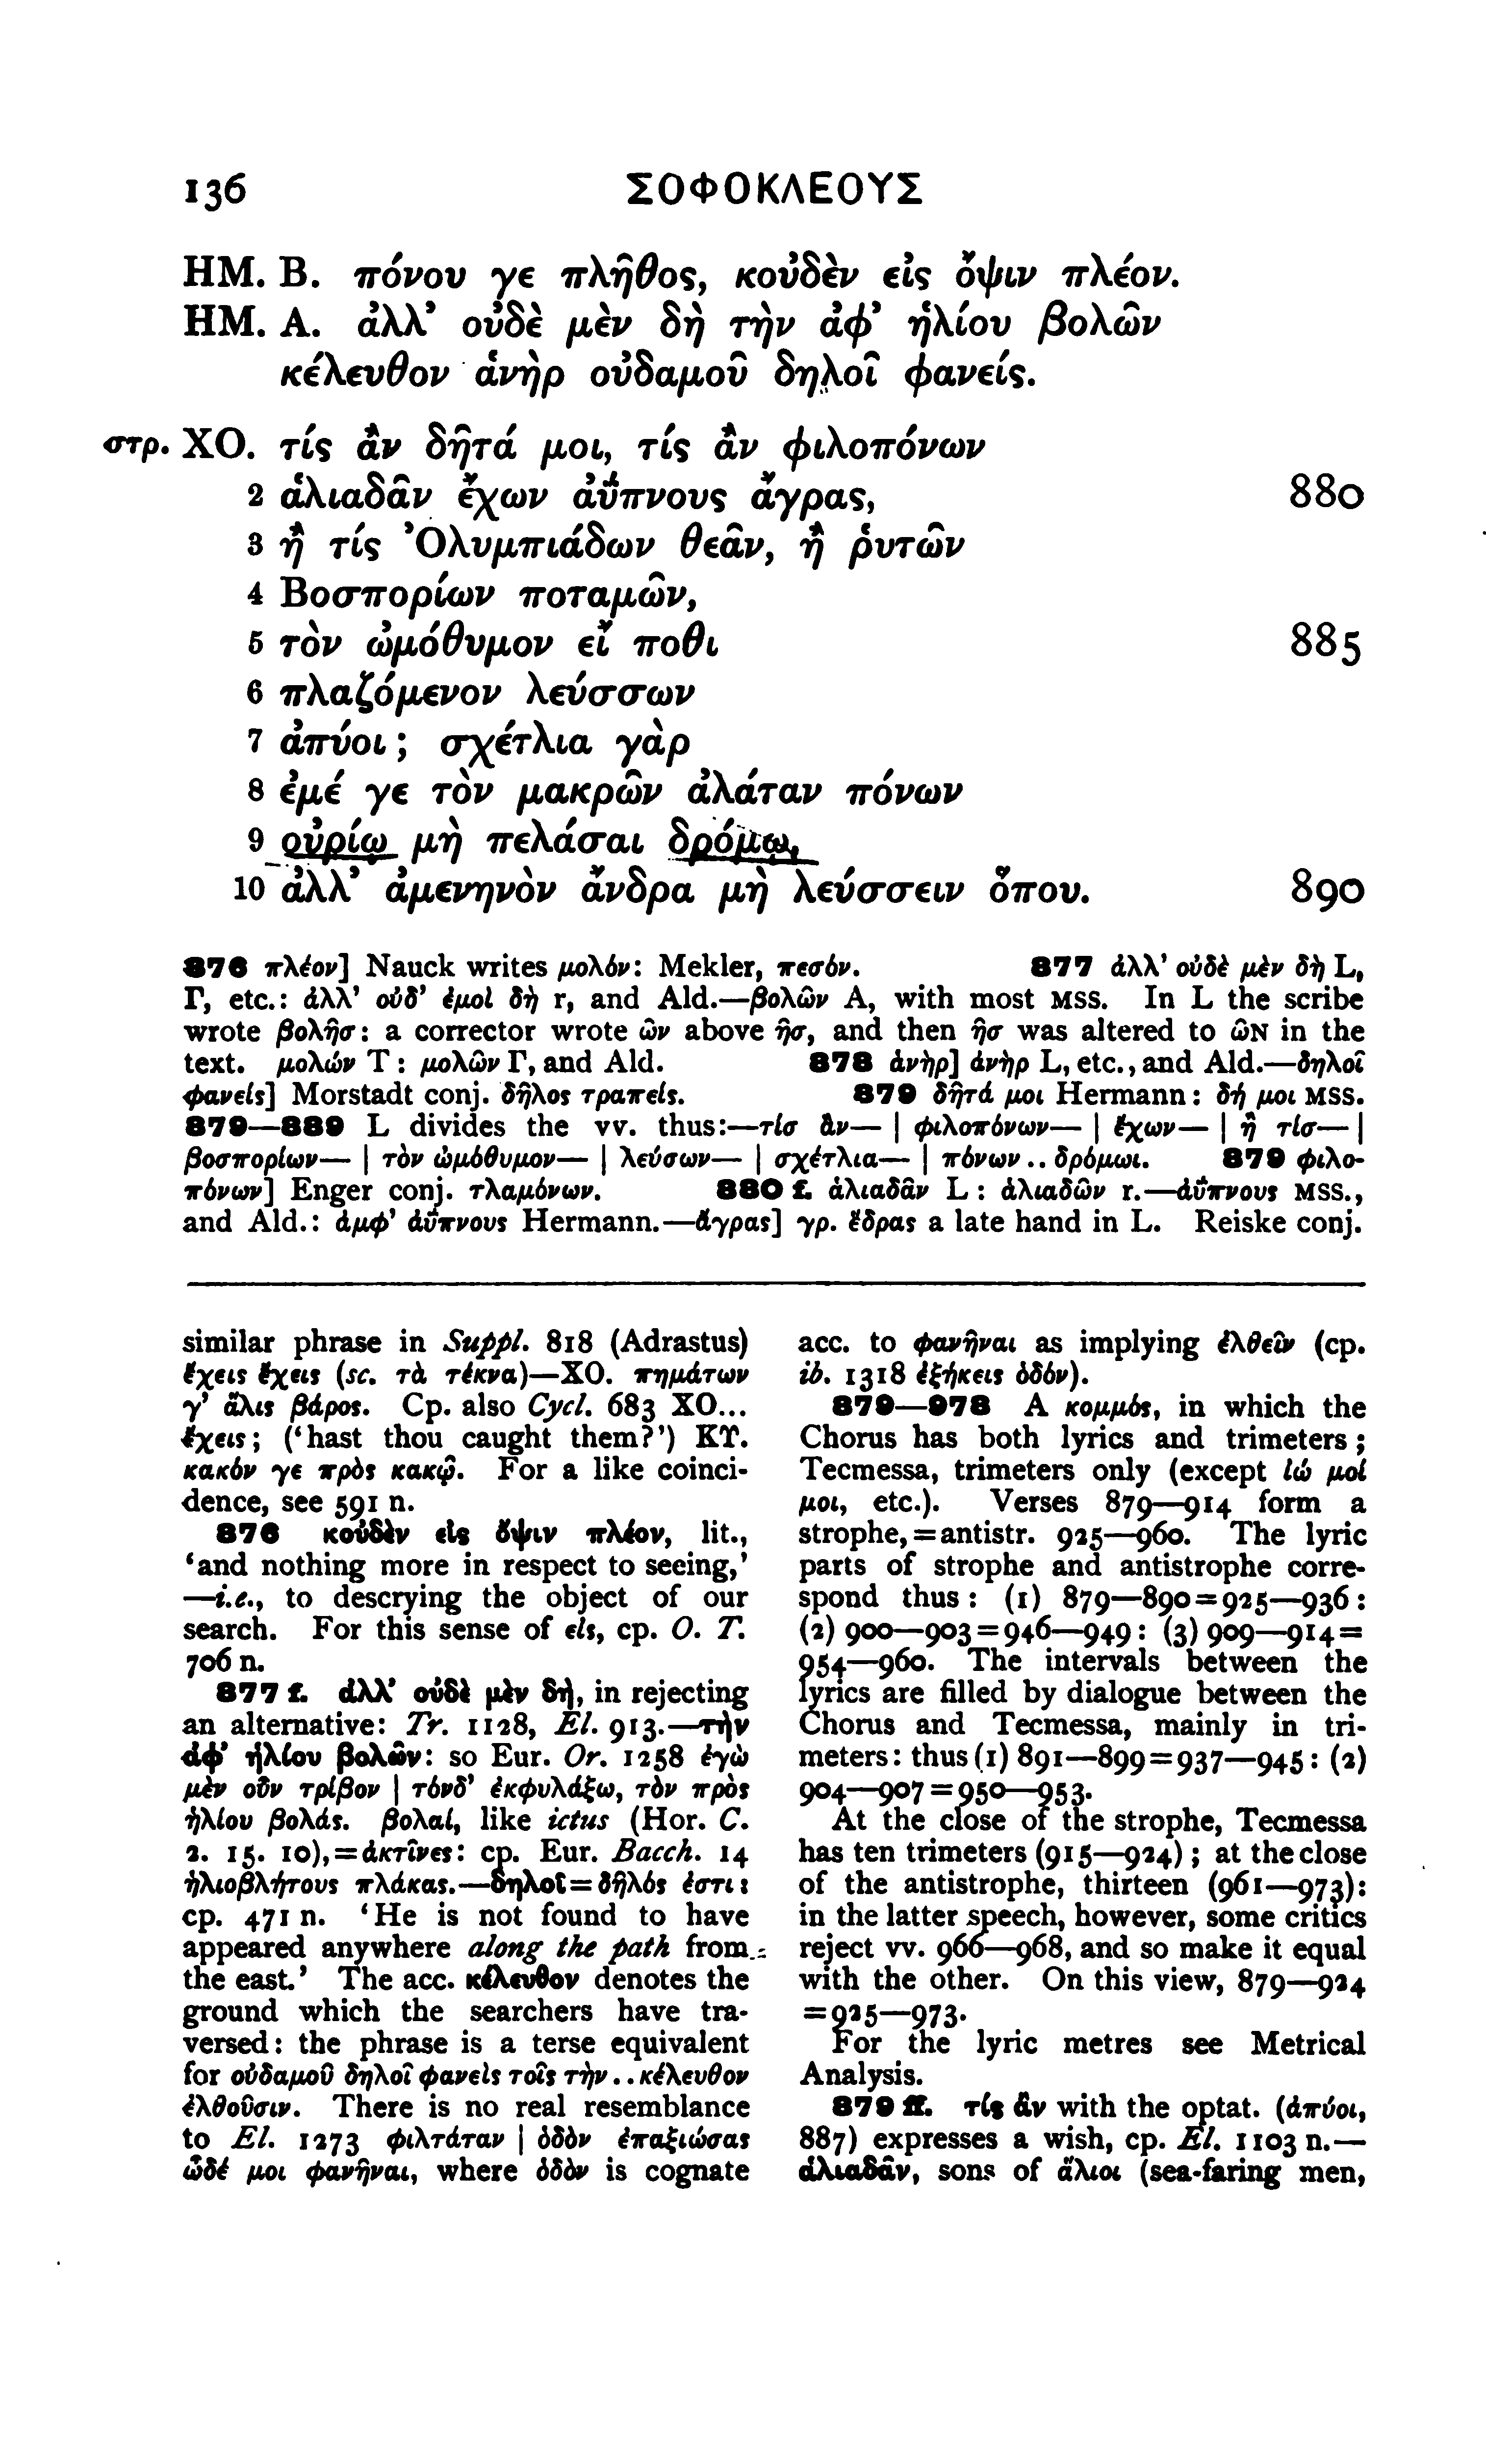 136 ΣΟΦΟΚΛΕΟΥΣ
ΗΜ. Β. πόνου γε πλῆθος, κοὐδὲν εἰς ὄψιν πλέον.
ΗΜ. Α. ἀλλ’ οὐδὲ μὲν δὴ τὴν ἀφ’ ἡλίου βολῶν
κέλευθον ἁνὴρ οὐδαμοῦ δηλοῖ φανείς.
στρ. ΧΟ. τίς ἂν δῆτά μοι, τίς ἂν φιλοπόνων
2 ἁλιαδᾶν ἔχων ἀΰπνους ἄγρας, 880
3 ἢ τίς Ὀλυμπιάδων θεᾶν, ἢ ῥυτῶν
4 Βοσπορίων ποταμῶν,
5 τὸν ὠμόθυμον εἴ ποθι 885
6 πλαζόμενον λεύσσων
7 ἀπύοι; σχέτλια γὰρ
8 ἐμέ γε τὸν μακρῶν ἀλάταν πόνων
9 οὐρίῳ μὴ πελάσαι δρόμῳ,
10 ἀλλ’ ἀμενηνὸν ἄνδρα μὴ λεύσσειν ὅπου. 890
876 πλέον] Nauck writes μολόν: Mekler, πεσόν. 877 ἀλλ’ οὐδὲ μὲν δὴ L,
Γ, etc.: ἀλλ’ οὐδ’ ἐμοὶ δὴ r, and Ald.—βολῶν A, with most MSS. In L the scribe
wrote βολῆσ: a corrector wrote ῶν above ῆσ, and then ῆσ was altered to ῶN in the
text. μολών T: μολῶν Γ, and Ald. 878 ἁνὴρ] ἀνὴρ L, etc., and Ald.—δηλοῖ
φανείς] Morstadt conj. δῆλος τραπείς. 879 δῆτά μοι Hermann: δή μοι MSS.
879—889 L divides the vv. thus:—τίσ ἂν— | φιλοπόνων— | ἔχων— | ἢ τίσ— |
βοσπορίων— | τὸν ὠμόθυμον— | λεύσων— | σχέτλια— | πόνων .. δρόμωι. 879 φιλο-
πόνων] Enger conj. τλαμόνων. 880 f. ἁλιαδᾶν L: ἁλιαδῶν r.—ἀΰπνους MSS.,
and Ald.: ἀμφ’ ἀΰπνους Hermann.—ἄγρας] γρ. ἕδρας a late hand in L. Reiske conj.
similar phrase in Suppl. 818 (Adrastus)
ἔχεις ἔχεις (sc. τὰ τέκνα)—ΧΟ. πημάτων
γ’ ἅλις βάρος. Cp. also Cycl. 683 ΧΟ...
ἔχεις; (‘hast thou caught them?’) ΚΥ.
κακόν γε πρὸς κακῷ. For a like coinci-
dence, see 591 n.
876 κοὐδὲν εἰς ὄψιν πλέον, lit.,
‘and nothing more in respect to seeing,’
—i.e., to descrying the object of our
search. For this sense of εἰς, cp. O. T.
706 n.
877 f. ἀλλ’ οὐδὲ μὲν δή, in rejecting
an alternative: Tr. 1128, El. 913.—τὴν
ἀφ’ ἡλίου βολῶν: so Eur. Or. 1258 ἐγὼ
μὲν οὖν τρίβον | τόνδ’ ἐκφυλάξω, τὸν πρὸς
ἡλίου βολάς. βολαί, like ictus (Hor. C.
2. 15. 10),=ἀκτῖνες: cp. Eur. Bacch. 14
ἡλιοβλήτους πλάκας.—δηλοῖ=δῆλός ἐστι:
cp. 471 n. ‘He is not found to have
appeared anywhere along the path from
the east.’ The acc. κέλευθον denotes the
ground which the searchers have tra-
versed: the phrase is a terse equivalent
for οὐδαμοῦ δηλοῖ φανεὶς τοῖς τὴν..κέλευθον
ἐλθοῦσιν. There is no real resemblance
to El. 1273 φιλτάταν | ὁδὸν ἐπαξιώσας
ὧδέ μοι φανῆναι, where ὁδὸν is cognate
acc. to φανῆναι as implying ἐλθεῖν (cp.
ib. 1318 ἐξήκεις ὁδόν).
879—978 A κομμός, in which the
Chorus has both lyrics and trimeters;
Tecmessa, trimeters only (except ἰώ μοί
μοι, etc.). Verses 879—914 form a
strophe,=antistr. 925—960. The lyric
parts of strophe and antistrophe corre-
spond thus: (1) 879—890=925—936:
(2) 900—903=946—949: (3) 909—914=
954—960. The intervals between the
lyrics are filled by dialogue between the
Chorus and Tecmessa, mainly in tri-
meters: thus (1) 891—899=937—945: (2)
904—907=950—953.
At the close of the strophe, Tecmessa
has ten trimeters (915—924); at the close
of the antistrophe, thirteen (961—973):
in the latter speech, however, some critics
reject vv. 966—968, and so make it equal
with the other. On this view, 879—924
=925—973.
For the lyric metres see Metrical
Analysis.
879 ff. τίς ἂν with the optat. (ἀπύοι,
887) expresses a wish, cp. El. 1103 n.—
ἁλιαδᾶν, sons of ἅλιοι (sea-faring men,